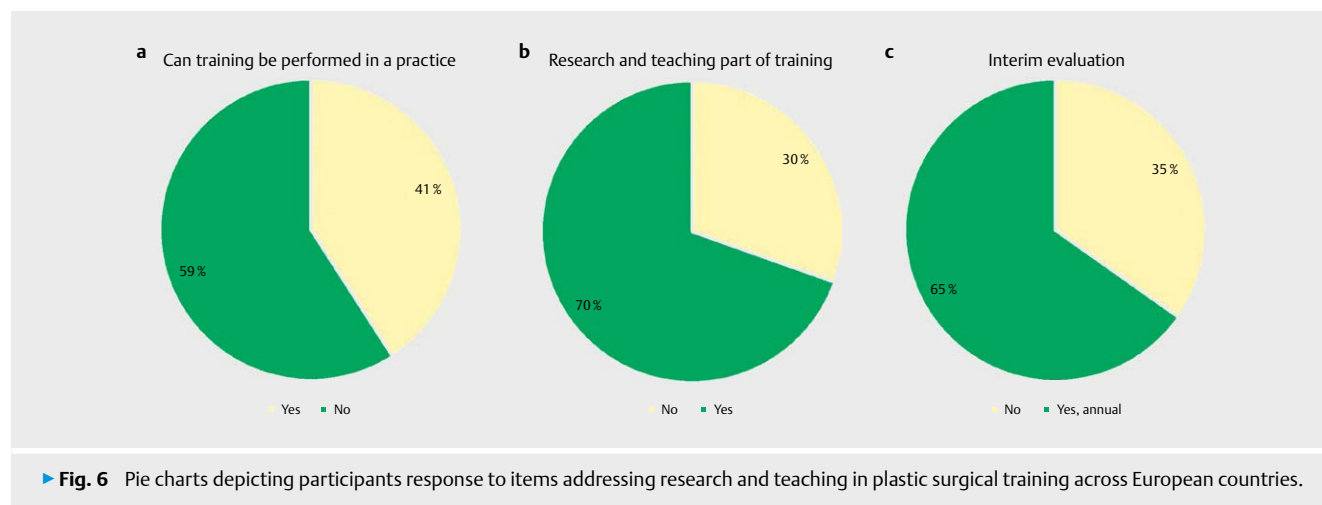 a Can training be performed in a practice
41 %
59 %
Yes No
b Research and teaching part of training
30 %
70 %
No Yes
c Interim evaluation
35 %
65 %
No Yes, annual
Fig. 6 Pie charts depicting participants response to items addressing research and teaching in plastic surgical training across European countries.